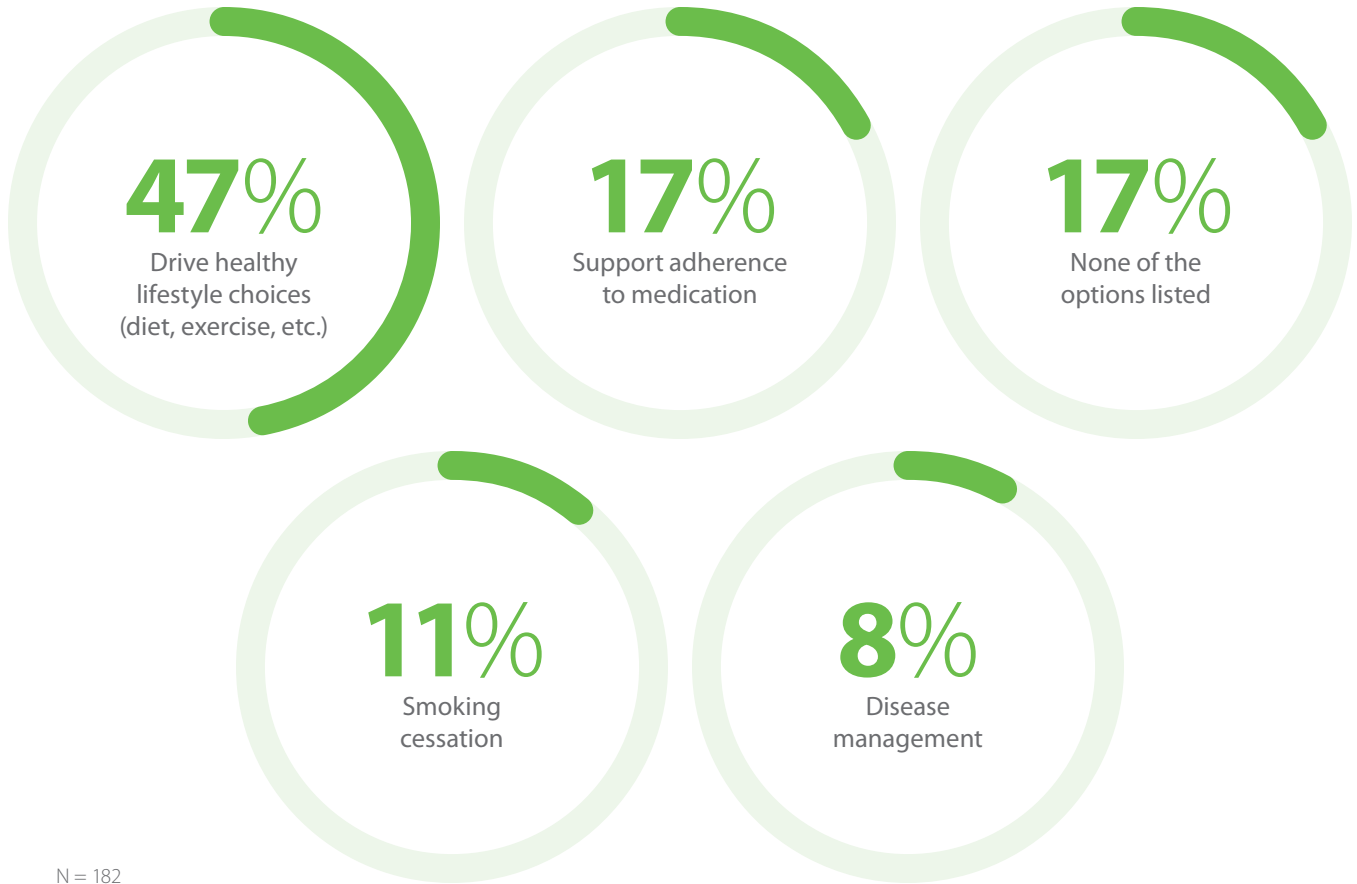 47%
Drive healthy
lifestyle choices
(diet, exercise, etc.)
17%
Support adherence
to medication
17%
None of the
options listed
11%
Smoking
cessation
8%
Disease
management
N = 182